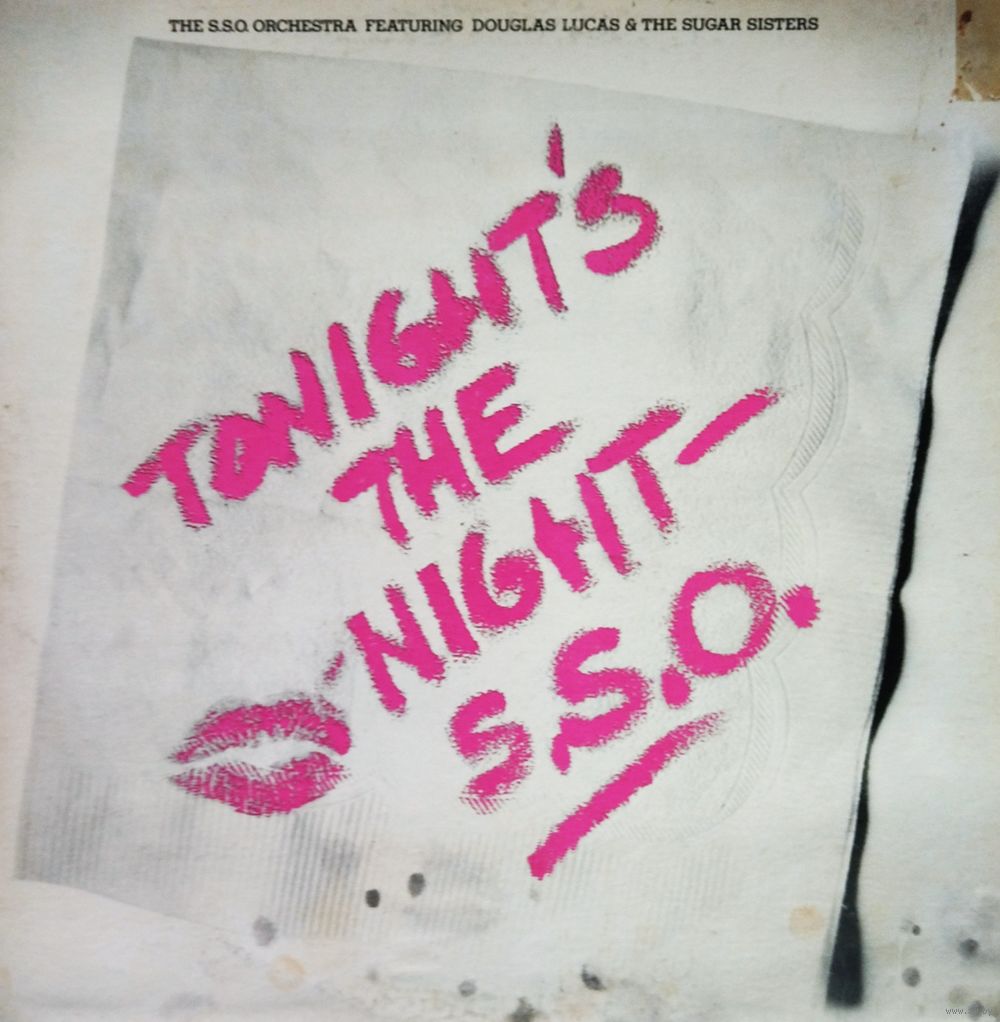 THE S.S.O. ORCHESTRA FEATURING DOUGLAS LUCAS & THE SUGAR SISTERS
TONIGHT'S
THE
NIGHT—
S.S.O.